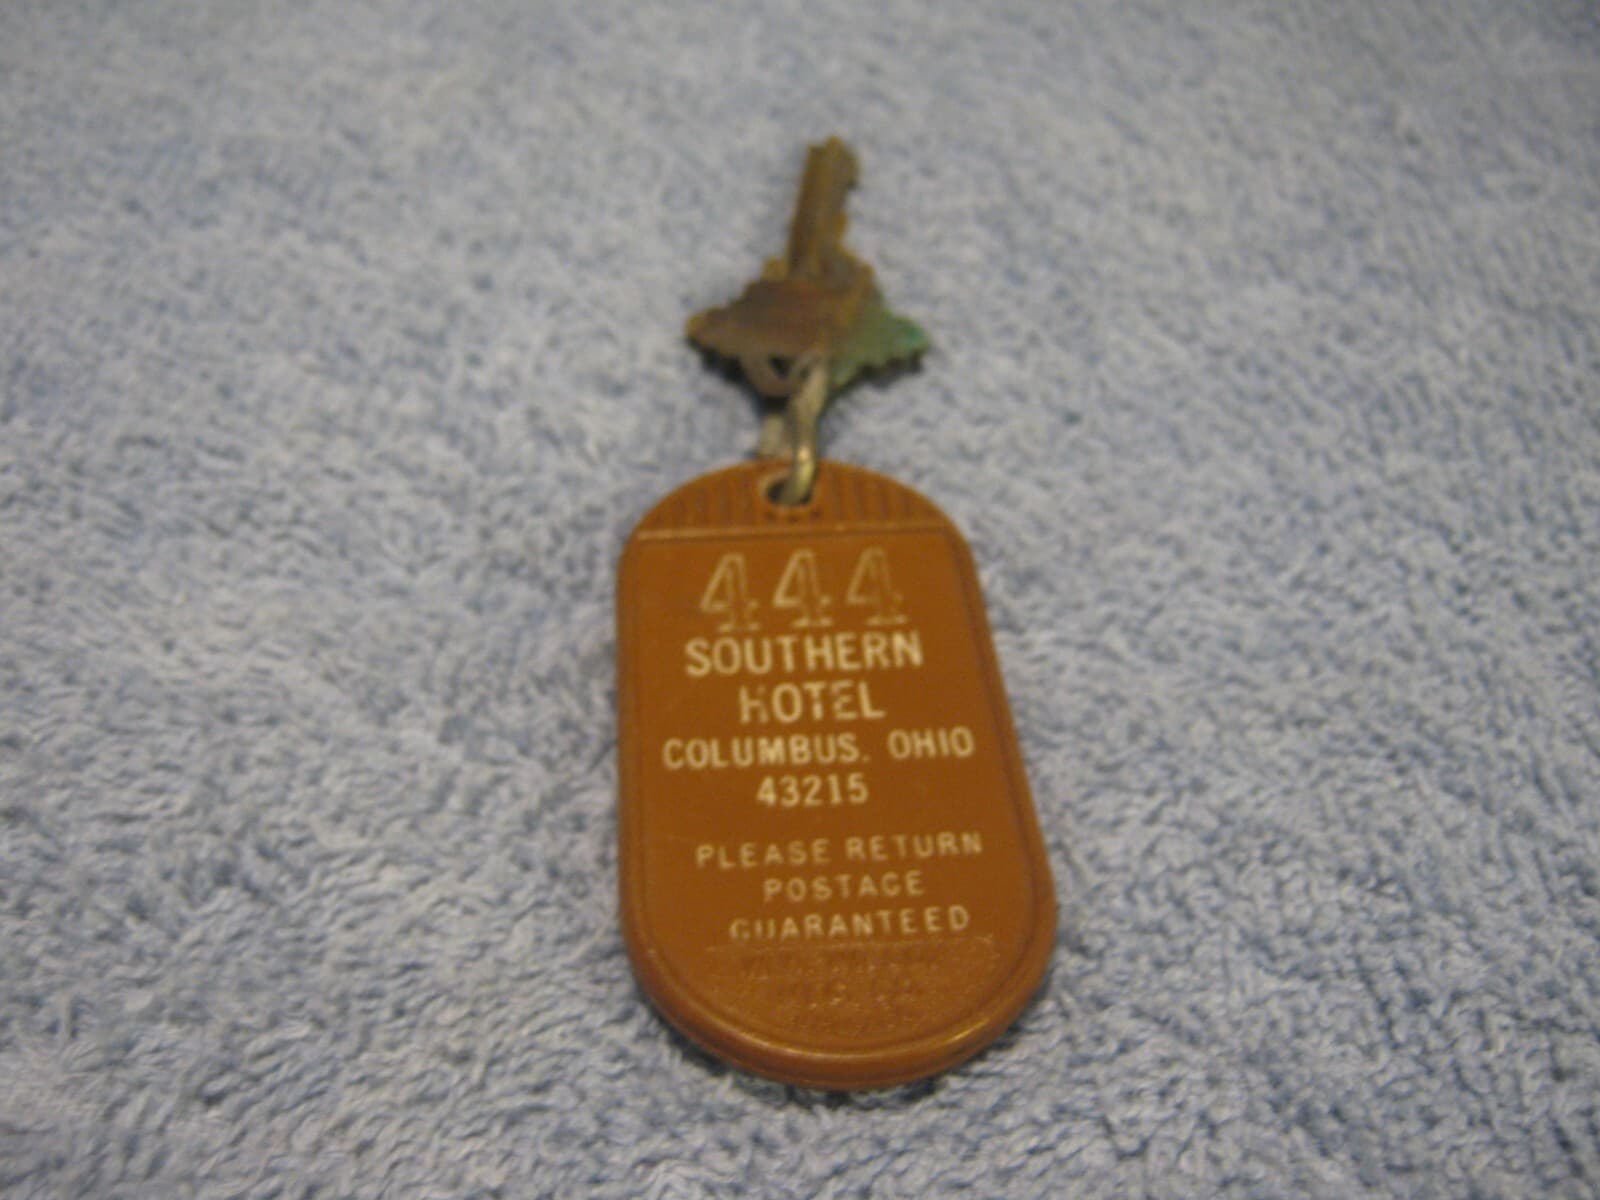 444
SOUTHERN
HOTEL
COLUMBUS, OHIO
43215
PLEASE RETURN
POSTAGE
GUARANTEED